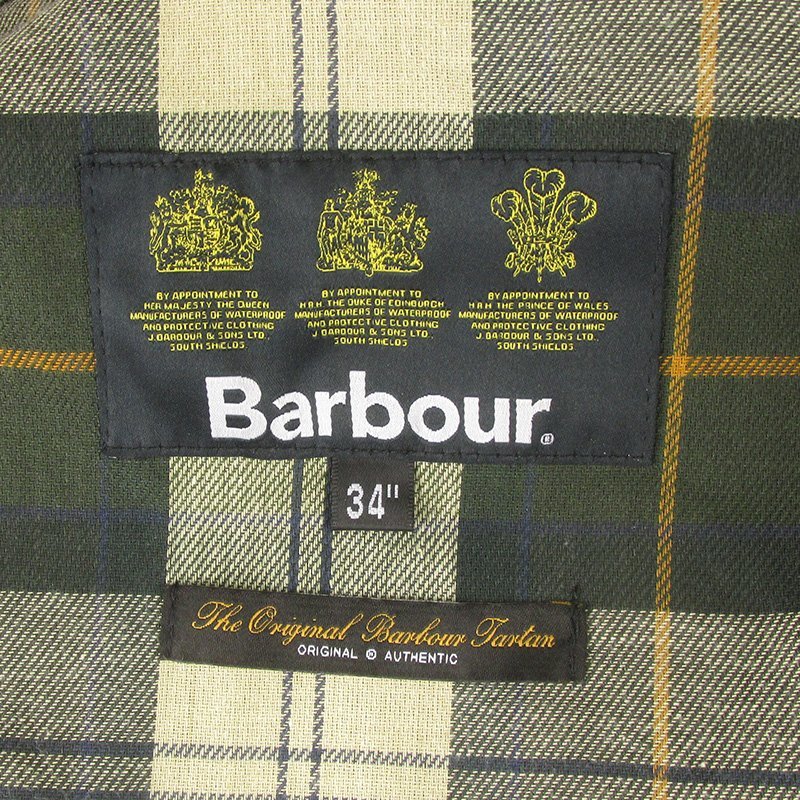 BY APPOINTMENT TO
HER MAJESTY THE QUEEN
MANUFACTURERS OF WATERPROOF
AND PROTECTIVE CLOTHING
J. BARBOUR & SONS LTD.,
SOUTH SHIELDS.
BY APPOINTMENT TO
H.R.H. THE DUKE OF EDINBURGH
MANUFACTURERS OF WATERPROOF
AND PROTECTIVE CLOTHING
J. BARBOUR & SONS LTD.,
SOUTH SHIELDS.
BY APPOINTMENT TO
H.R.H. THE PRINCE OF WALES
MANUFACTURERS OF WATERPROOF
AND PROTECTIVE CLOTHING
J. BARBOUR & SONS LTD.,
SOUTH SHIELDS.
Barbour®
34"
The Original Barbour Tartan
ORIGINAL ® AUTHENTIC